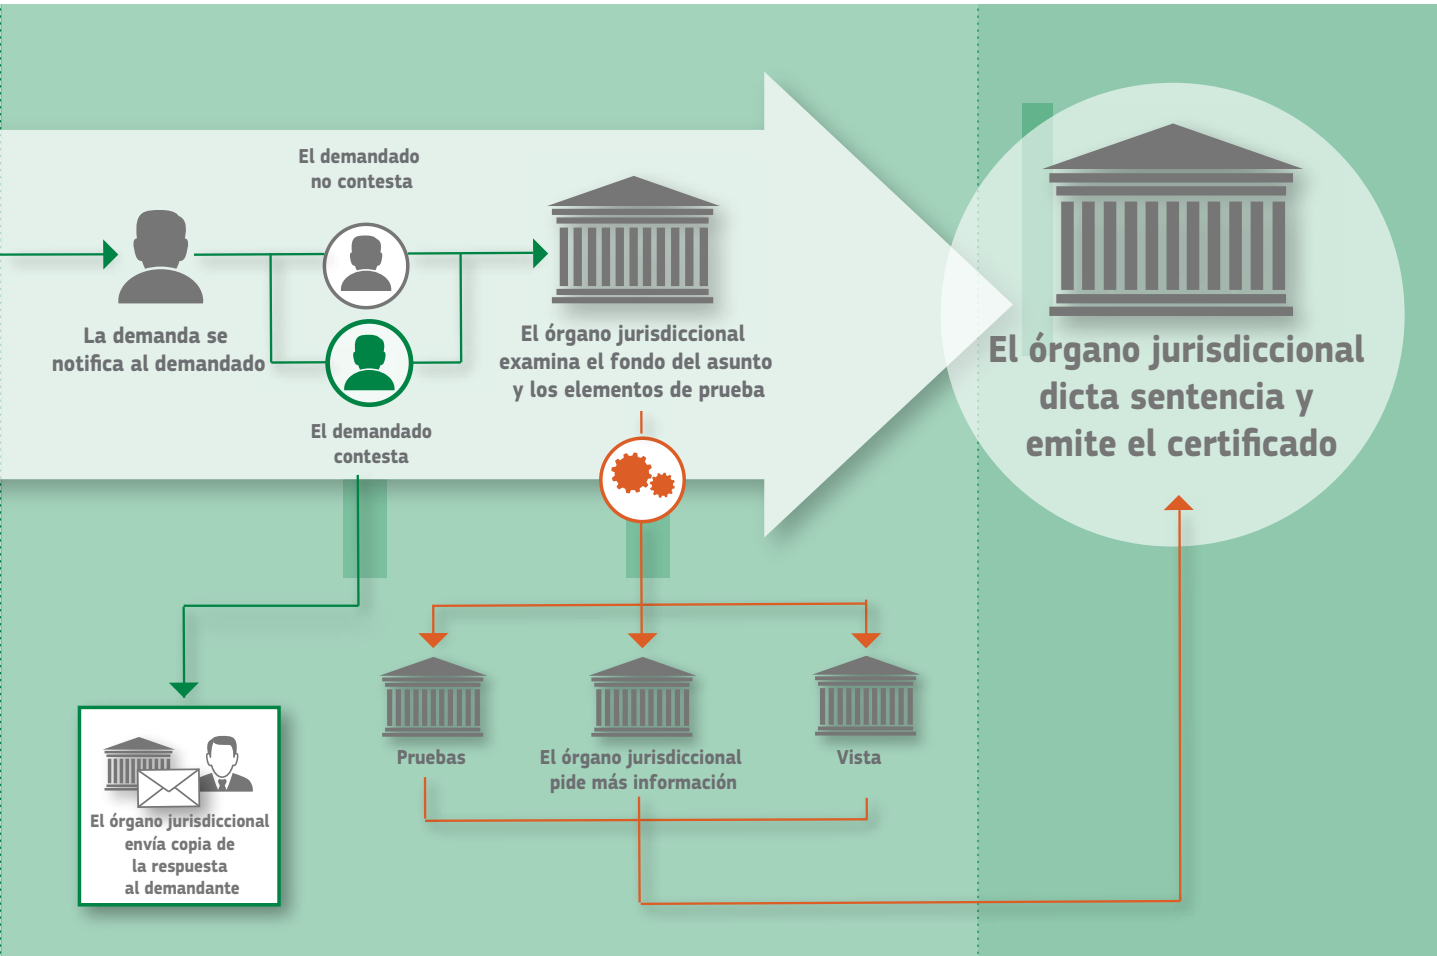 El demandado
no contesta
La demanda se
notifica al demandado
El demandado
contesta
El órgano jurisdiccional
examina el fondo del asunto
y los elementos de prueba
El órgano jurisdiccional
dicta sentencia y
emite el certificado
El órgano jurisdiccional
envía copia de
la respuesta
al demandante
Pruebas
El órgano jurisdiccional
pide más información
Vista